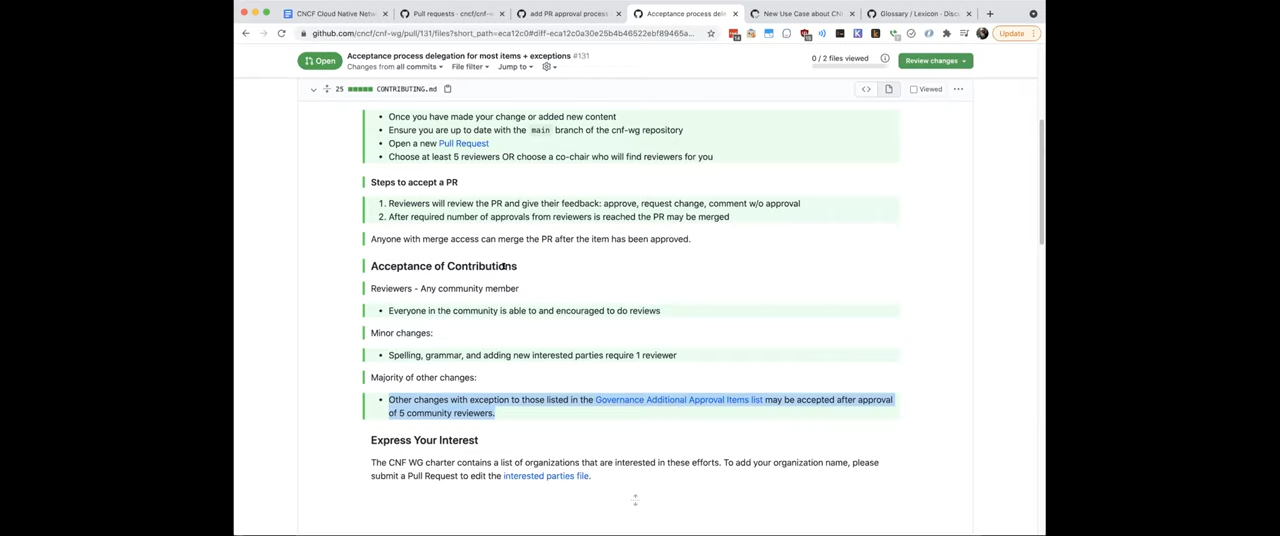 CNCF Cloud Native Netw
Pull requests · cncf/cnf-w
add PR approval process
Acceptance process dele
New Use Case about CN
Glossary / Lexicon · Discu
github.com/cncf/cnf-wg/pull/131/files?short_path=eca12c0#diff-eca12c0a30e25b4b46522ebf89465a...
Update
Open
Acceptance process delegation for most items + exceptions #131
Changes from all commits
File filter
Jump to
0 / 2 files viewed
Review changes
25
CONTRIBUTING.md
Viewed
• Once you have made your change or added new content
• Ensure you are up to date with the main branch of the cnf-wg repository
• Open a new Pull Request
• Choose at least 5 reviewers OR choose a co-chair who will find reviewers for you
Steps to accept a PR
1. Reviewers will review the PR and give their feedback: approve, request change, comment w/o approval
2. After required number of approvals from reviewers is reached the PR may be merged
Anyone with merge access can merge the PR after the item has been approved.
Acceptance of Contributions
Reviewers - Any community member
• Everyone in the community is able to and encouraged to do reviews
Minor changes:
• Spelling, grammar, and adding new interested parties require 1 reviewer
Majority of other changes:
• Other changes with exception to those listed in the Governance Additional Approval Items list may be accepted after approval
of 5 community reviewers.
Express Your Interest
The CNF WG charter contains a list of organizations that are interested in these efforts. To add your organization name, please
submit a Pull Request to edit the interested parties file.